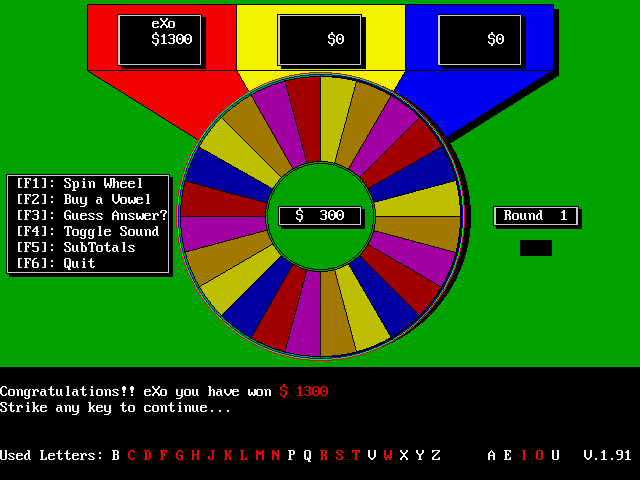 eXo
$1300
$0
$0
[F1]: Spin Wheel
[F2]: Buy a Vowel
[F3]: Guess Answer?
[F4]: Toggle Sound
[F5]: SubTotals
[F6]: Quit
$ 300
Round 1
Congratulations!! eXo you have won $ 1300
Strike any key to continue...
Used Letters: B C D F G H J K L M N P Q R S T V W X Y Z A E I O U V.1.91